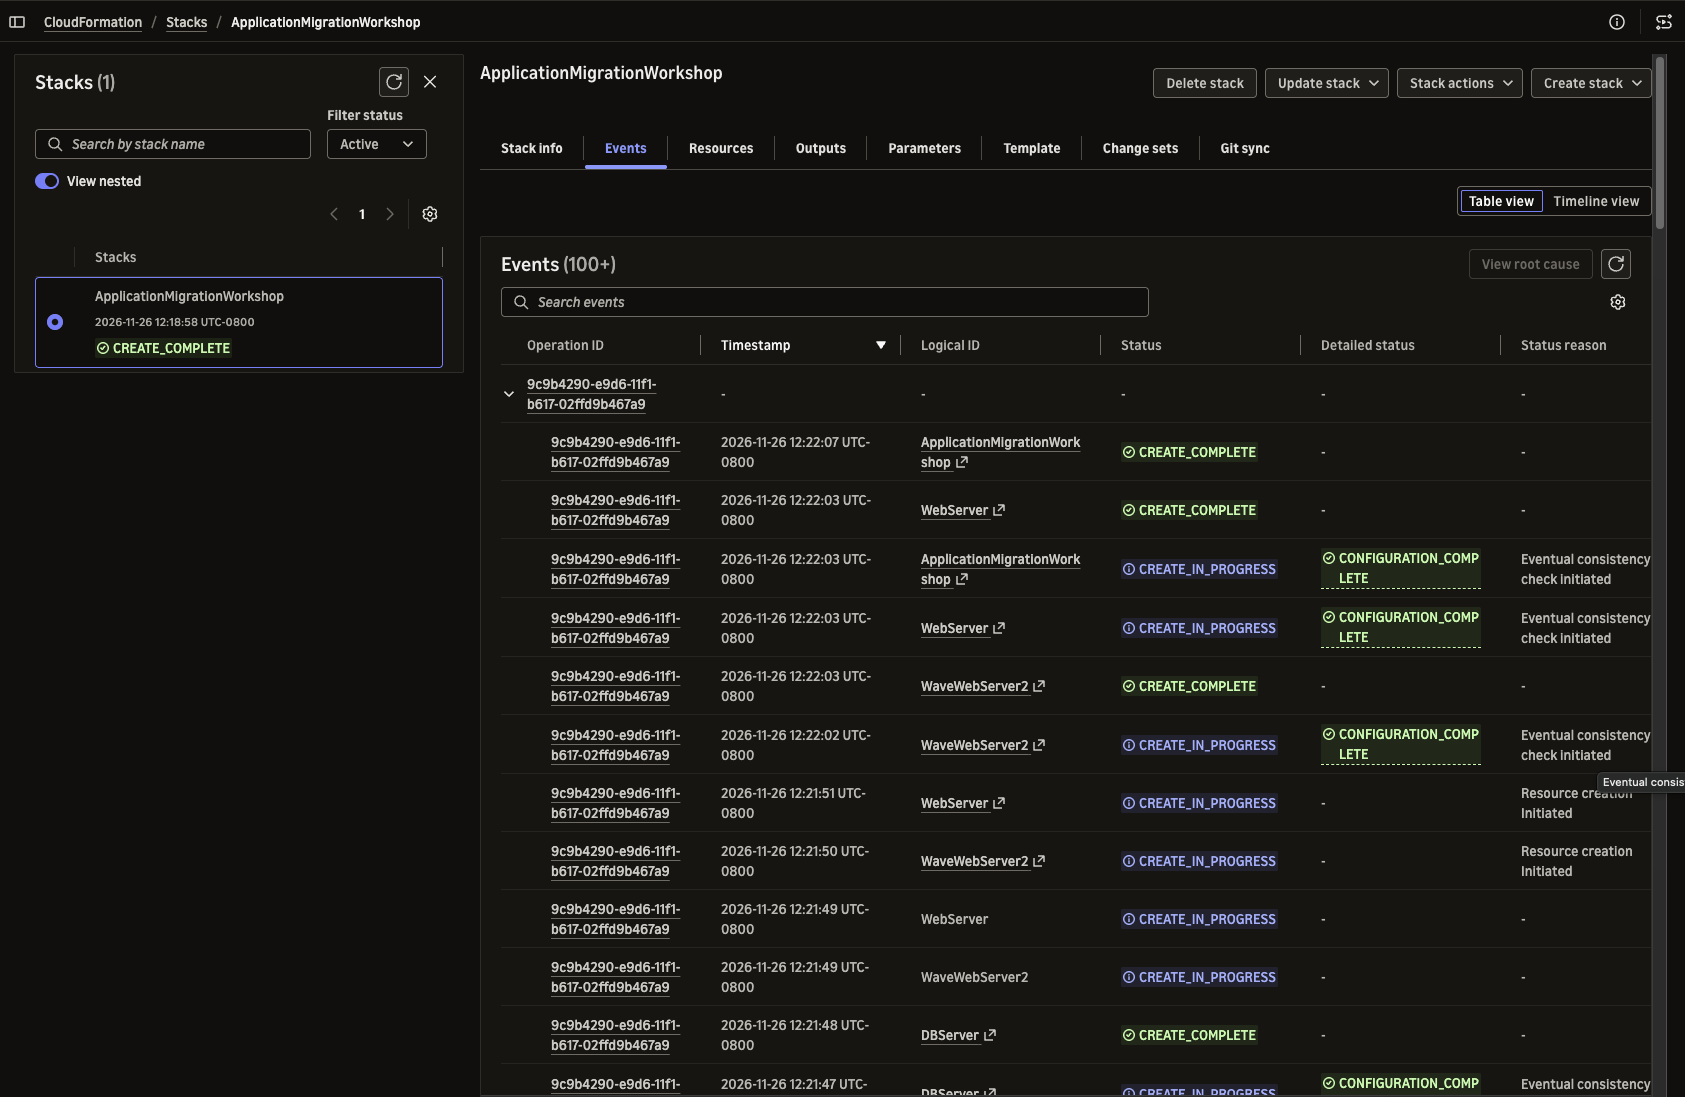 CloudFormation / Stacks / ApplicationMigrationWorkshop
Stacks (1)
Filter status
Search by stack name
Active
View nested
1
Stacks
ApplicationMigrationWorkshop
2026-11-26 12:18:58 UTC-0800
CREATE_COMPLETE
ApplicationMigrationWorkshop
Delete stack
Update stack
Stack actions
Create stack
Stack info
Events
Resources
Outputs
Parameters
Template
Change sets
Git sync
Table view
Timeline view
Events (100+)
View root cause
Search events
Operation ID
Timestamp
Logical ID
Status
Detailed status
Status reason
9c9b4290-e9d6-11f1-
b617-02ffd9b467a9
-
-
-
-
-
9c9b4290-e9d6-11f1-
b617-02ffd9b467a9
2026-11-26 12:22:07 UTC-
0800
ApplicationMigrationWork
shop
CREATE_COMPLETE
-
-
9c9b4290-e9d6-11f1-
b617-02ffd9b467a9
2026-11-26 12:22:03 UTC-
0800
WebServer
CREATE_COMPLETE
-
-
9c9b4290-e9d6-11f1-
b617-02ffd9b467a9
2026-11-26 12:22:03 UTC-
0800
ApplicationMigrationWork
shop
CREATE_IN_PROGRESS
CONFIGURATION_COMP
LETE
Eventual consistency
check initiated
9c9b4290-e9d6-11f1-
b617-02ffd9b467a9
2026-11-26 12:22:03 UTC-
0800
WebServer
CREATE_IN_PROGRESS
CONFIGURATION_COMP
LETE
Eventual consistency
check initiated
9c9b4290-e9d6-11f1-
b617-02ffd9b467a9
2026-11-26 12:22:03 UTC-
0800
WaveWebServer2
CREATE_COMPLETE
-
-
9c9b4290-e9d6-11f1-
b617-02ffd9b467a9
2026-11-26 12:22:02 UTC-
0800
WaveWebServer2
CREATE_IN_PROGRESS
CONFIGURATION_COMP
LETE
Eventual consistency
check initiated
Eventual consis
9c9b4290-e9d6-11f1-
b617-02ffd9b467a9
2026-11-26 12:21:51 UTC-
0800
WebServer
CREATE_IN_PROGRESS
-
Resource creation
Initiated
9c9b4290-e9d6-11f1-
b617-02ffd9b467a9
2026-11-26 12:21:50 UTC-
0800
WaveWebServer2
CREATE_IN_PROGRESS
-
Resource creation
Initiated
9c9b4290-e9d6-11f1-
b617-02ffd9b467a9
2026-11-26 12:21:49 UTC-
0800
WebServer
CREATE_IN_PROGRESS
-
-
9c9b4290-e9d6-11f1-
b617-02ffd9b467a9
2026-11-26 12:21:49 UTC-
0800
WaveWebServer2
CREATE_IN_PROGRESS
-
-
9c9b4290-e9d6-11f1-
b617-02ffd9b467a9
2026-11-26 12:21:48 UTC-
0800
DBServer
CREATE_COMPLETE
-
-
9c9b4290-e9d6-11f1-
2026-11-26 12:21:47 UTC-
DBServer
CREATE_IN_PROGRESS
CONFIGURATION_COMP
Eventual consistency